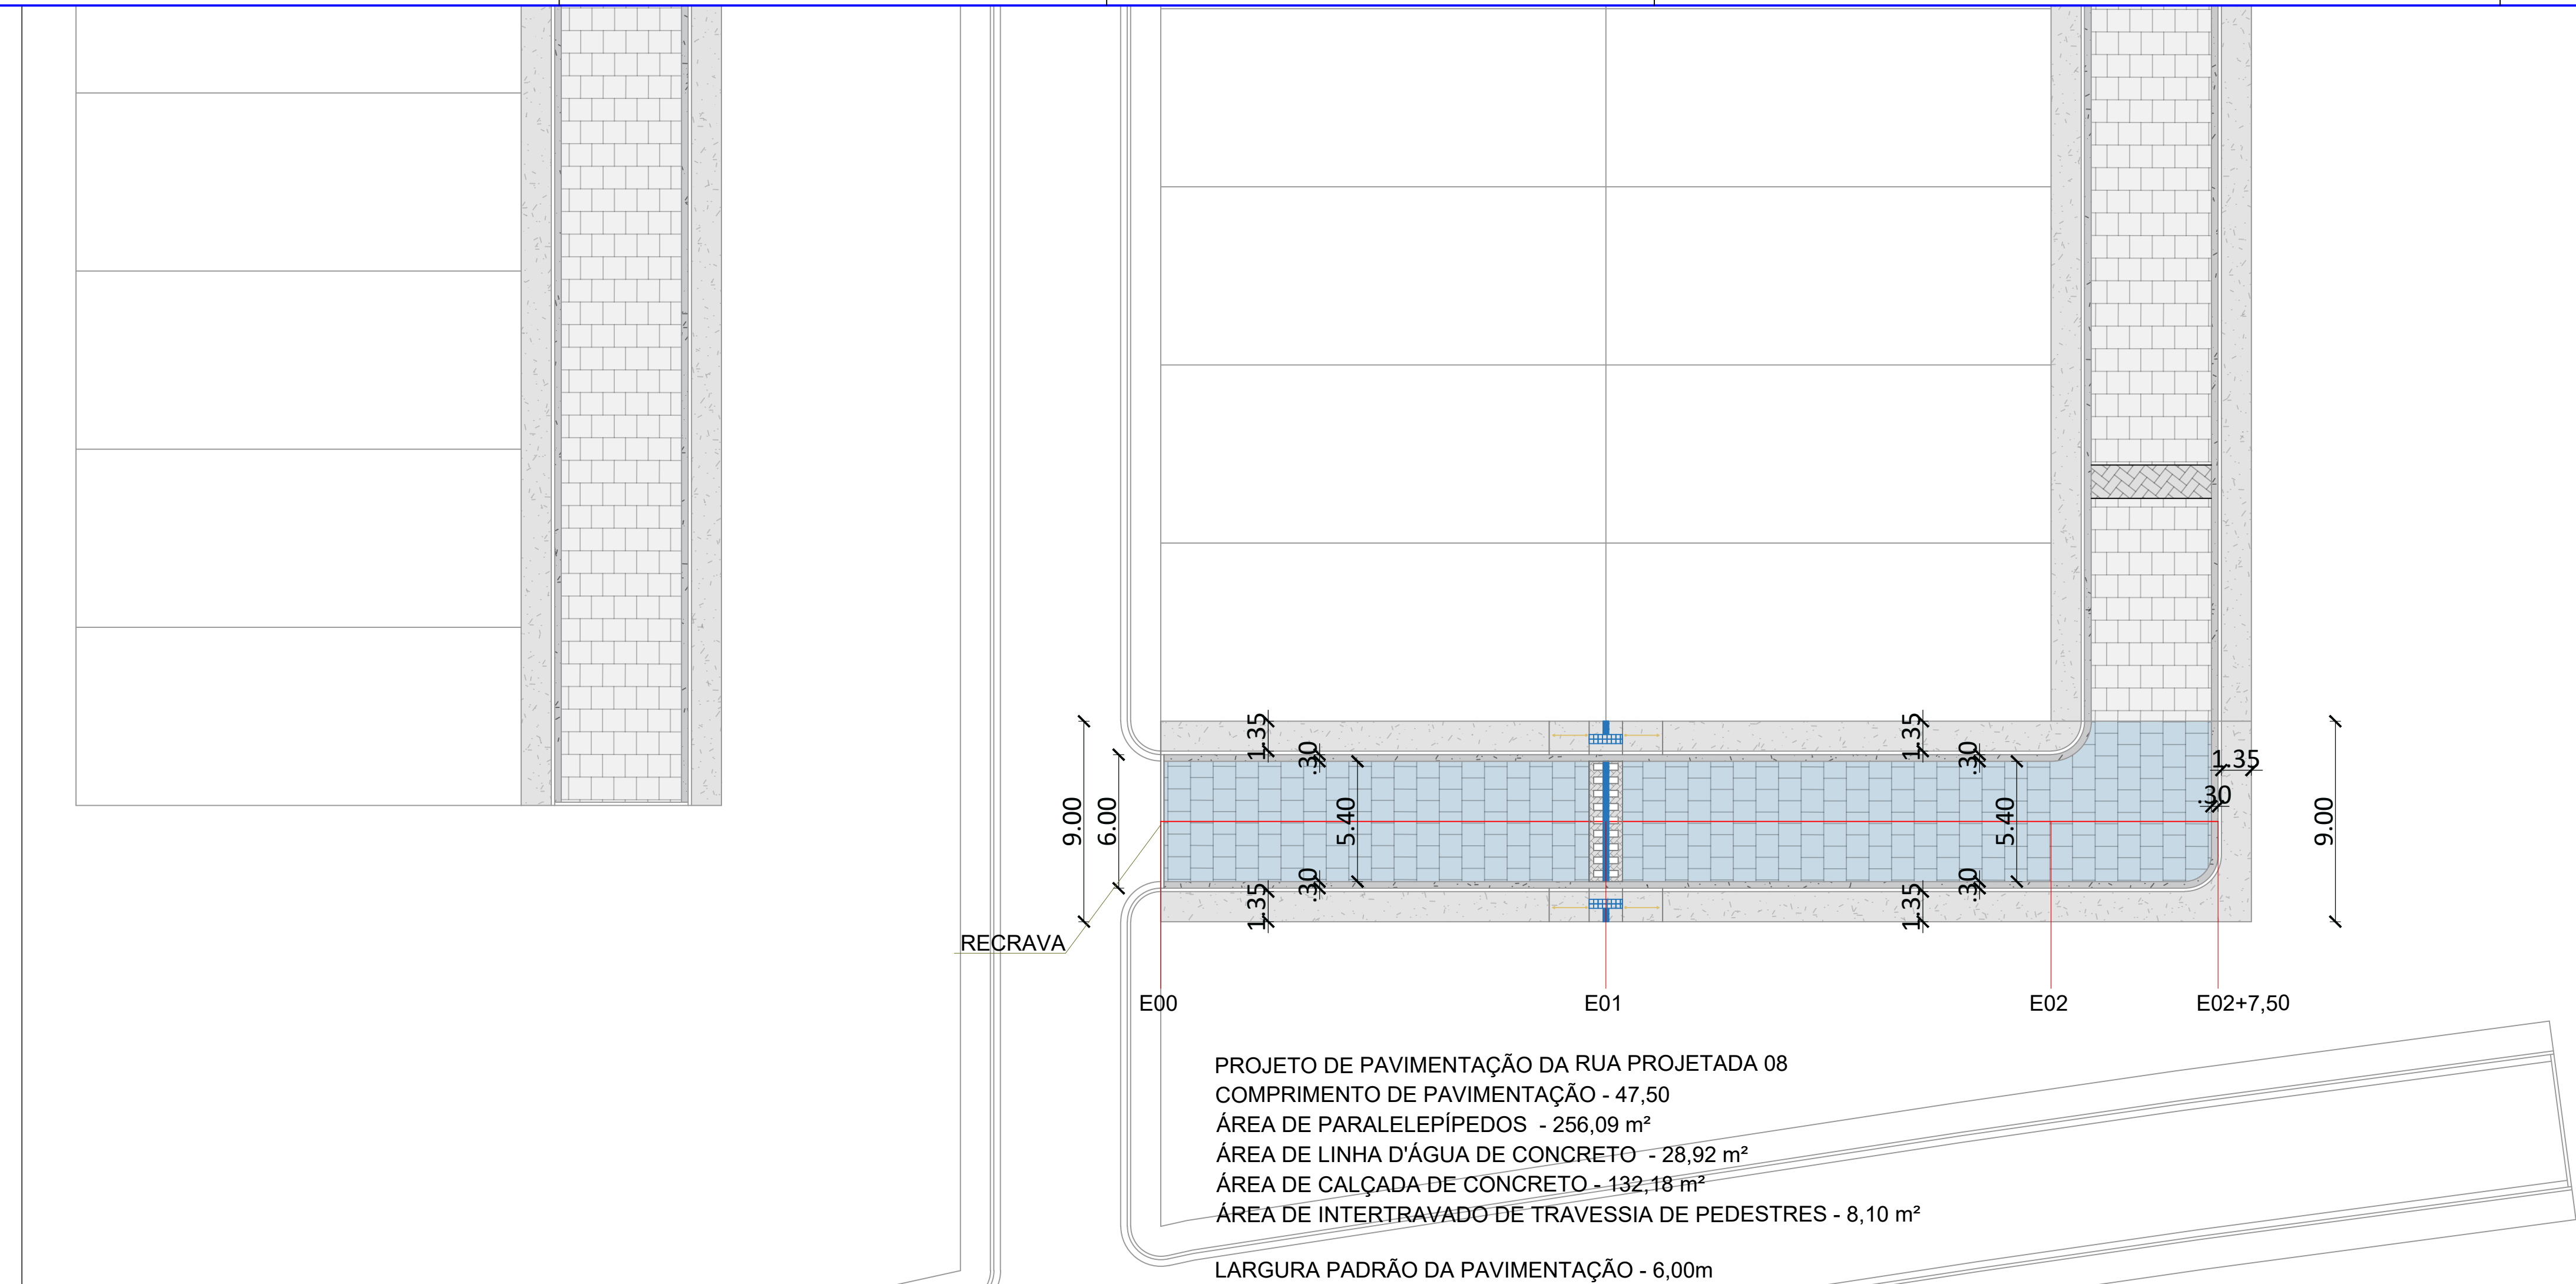 1.35
.30
1.35
.30
1.35
.30
9.00
6.00
5.40
5.40
9.00
.30
1.35
.30
1.35
RECRAVA
E00
E01
E02
E02+7,50
PROJETO DE PAVIMENTAÇÃO DA RUA PROJETADA 08
COMPRIMENTO DE PAVIMENTAÇÃO - 47,50
ÁREA DE PARALELEPÍPEDOS - 256,09 m²
ÁREA DE LINHA D'ÁGUA DE CONCRETO - 28,92 m²
ÁREA DE CALÇADA DE CONCRETO - 132,18 m²
ÁREA DE INTERTRAVADO DE TRAVESSIA DE PEDESTRES - 8,10 m²
LARGURA PADRÃO DA PAVIMENTAÇÃO - 6,00m